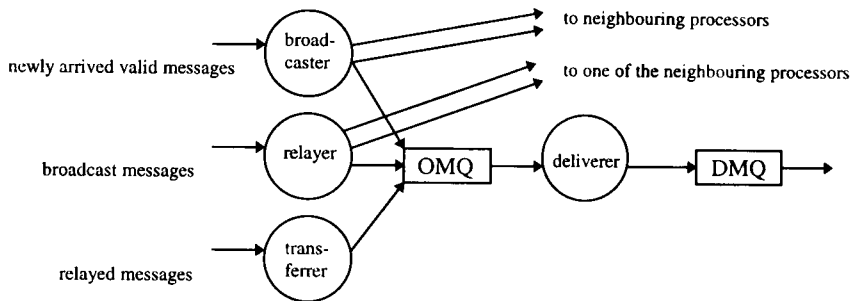 to neighbouring processors
broad-
caster
newly arrived valid messages
to one of the neighbouring processors
relayer
broadcast messages
OMQ
deliverer
DMQ
trans-
ferrer
relayed messages